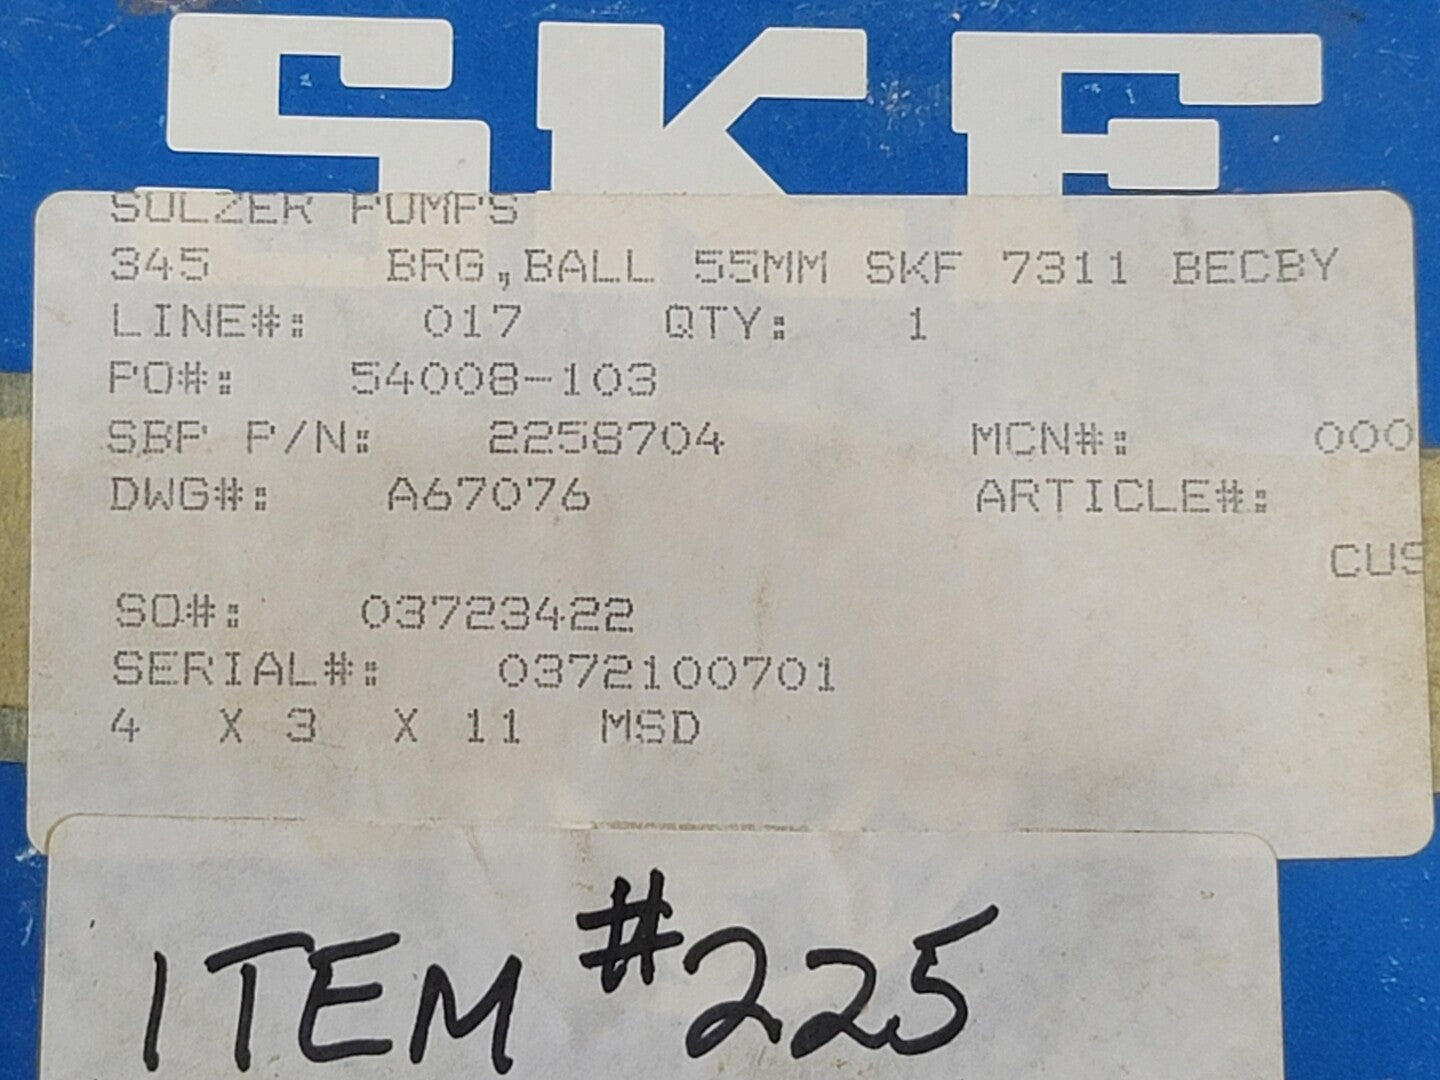 SKF
SULZER PUMPS
345 BRG,BALL 55MM SKF 7311 BECBY
LINE#: 017 QTY: 1
PO#: 54008-103
SBP P/N: 2258704 MCN#: 000
DWG#: A67076 ARTICLE#:
CUS
SO#: 03723422
SERIAL#: 0372100701
4 X 3 X 11 MSD
ITEM #225